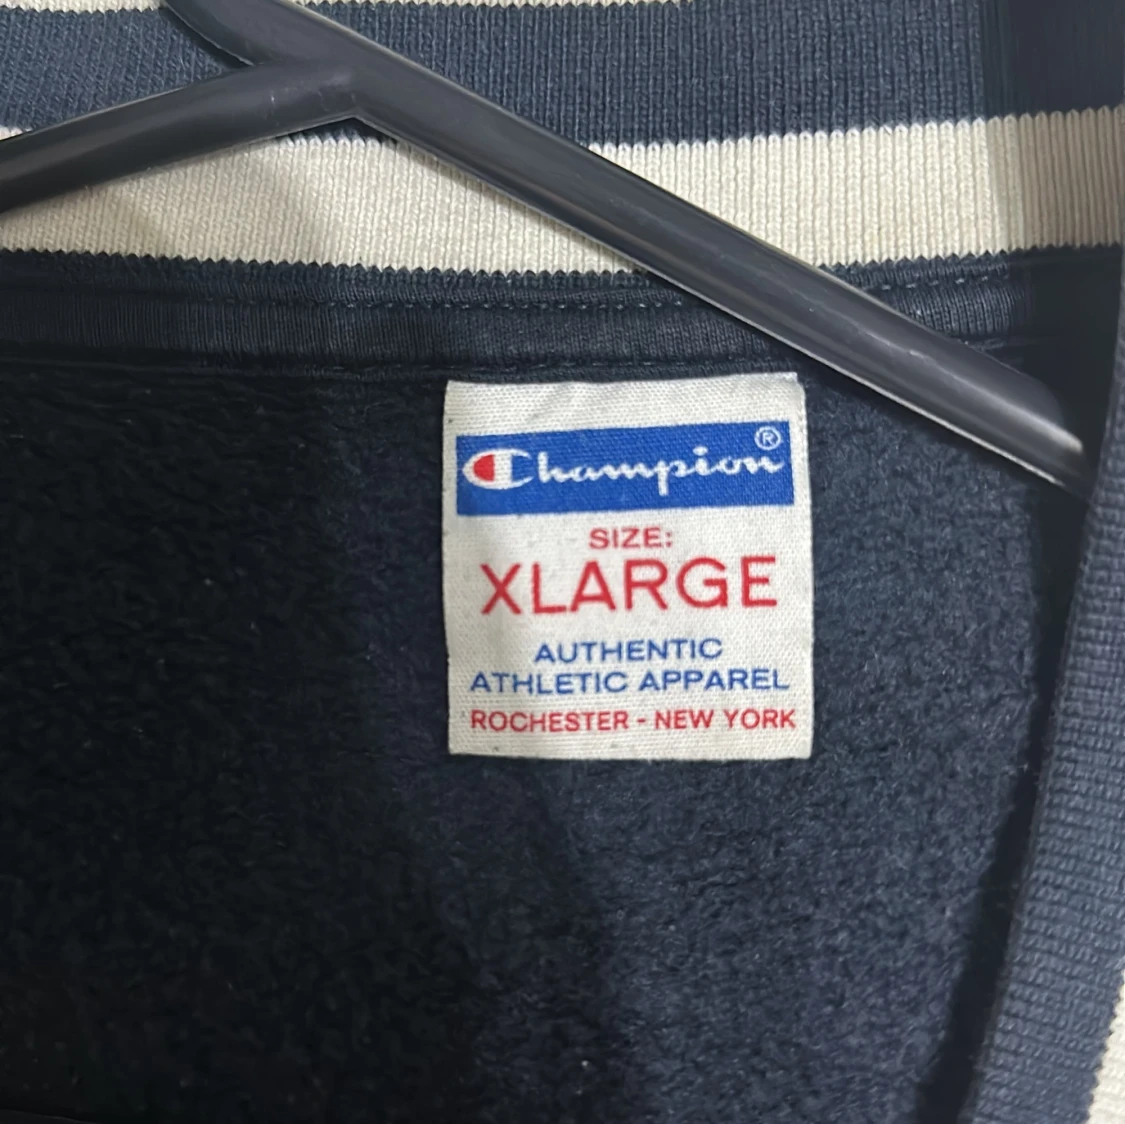 Champion®
SIZE:
XLARGE
AUTHENTIC
ATHLETIC APPAREL
ROCHESTER - NEW YORK